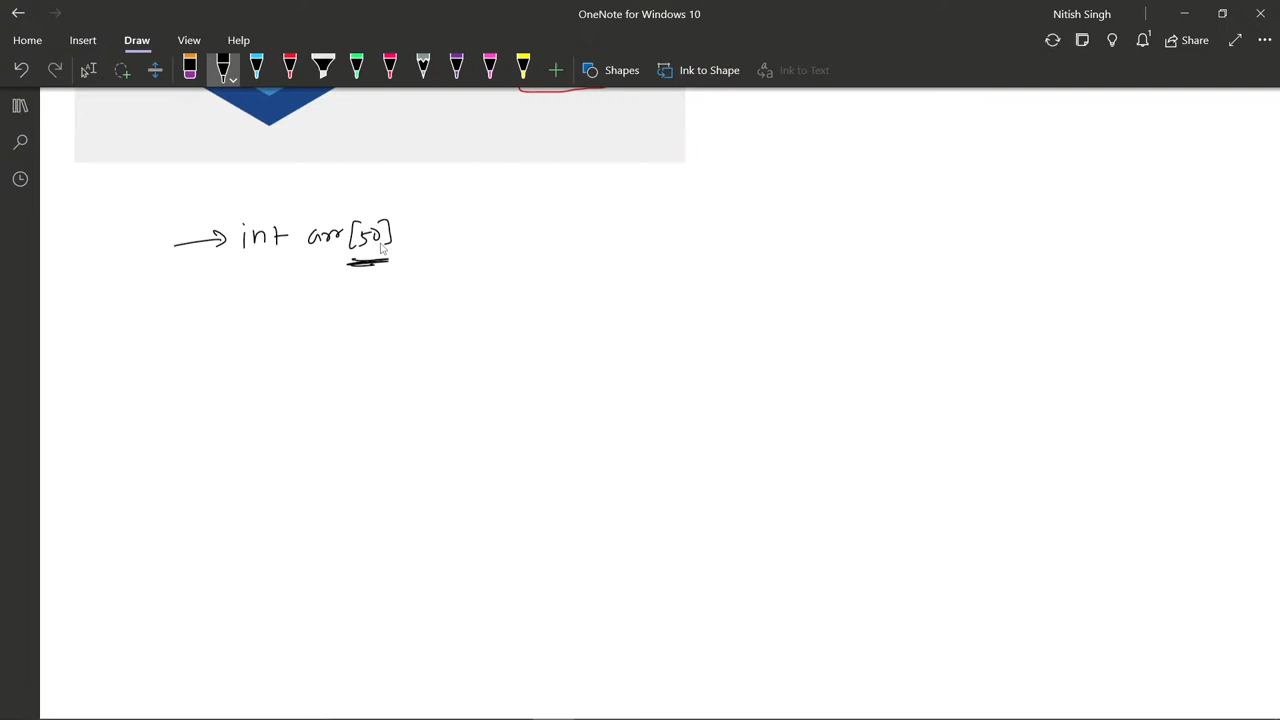 OneNote for Windows 10
Nitish Singh
Home Insert Draw View Help
Share
Shapes
Ink to Shape
Ink to Text
→ int arr[50]